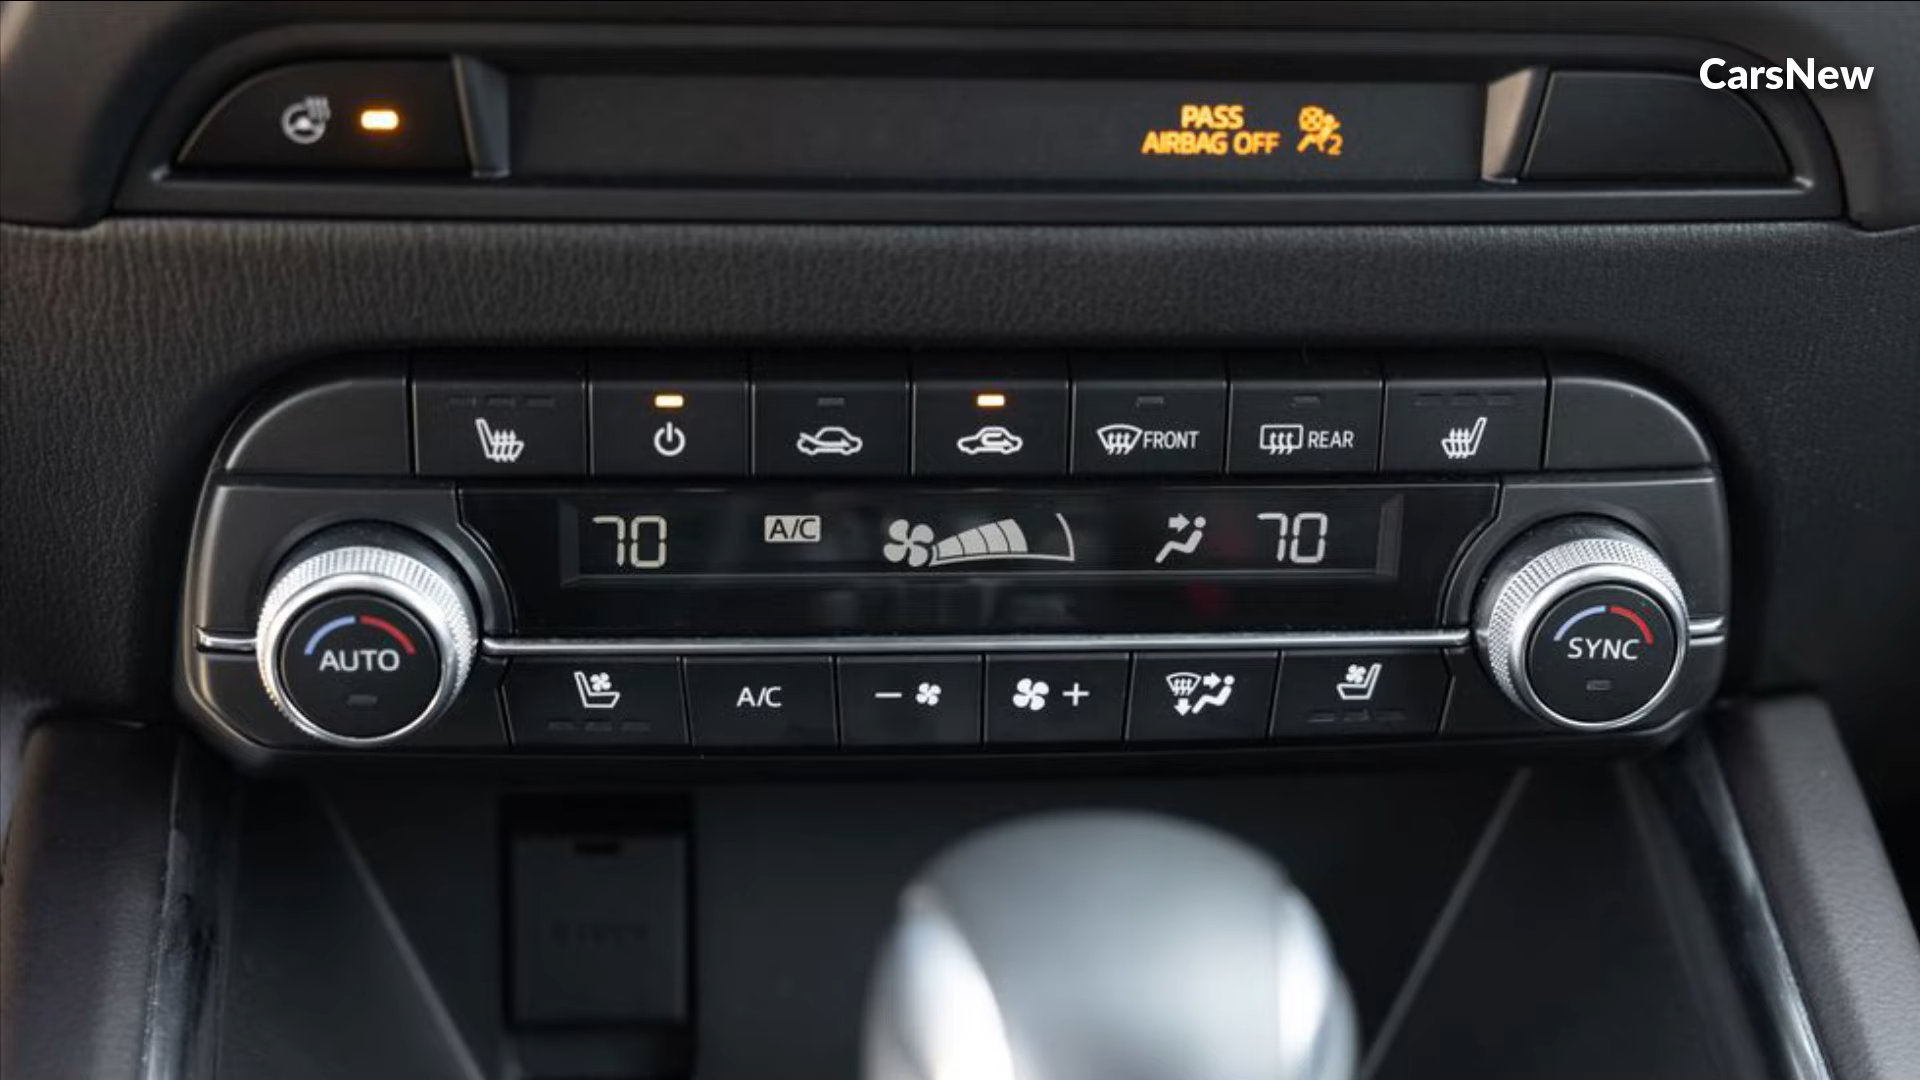 CarsNew
PASS
AIRBAG OFF 2
FRONT
REAR
70 A/C 70
AUTO
SYNC
A/C